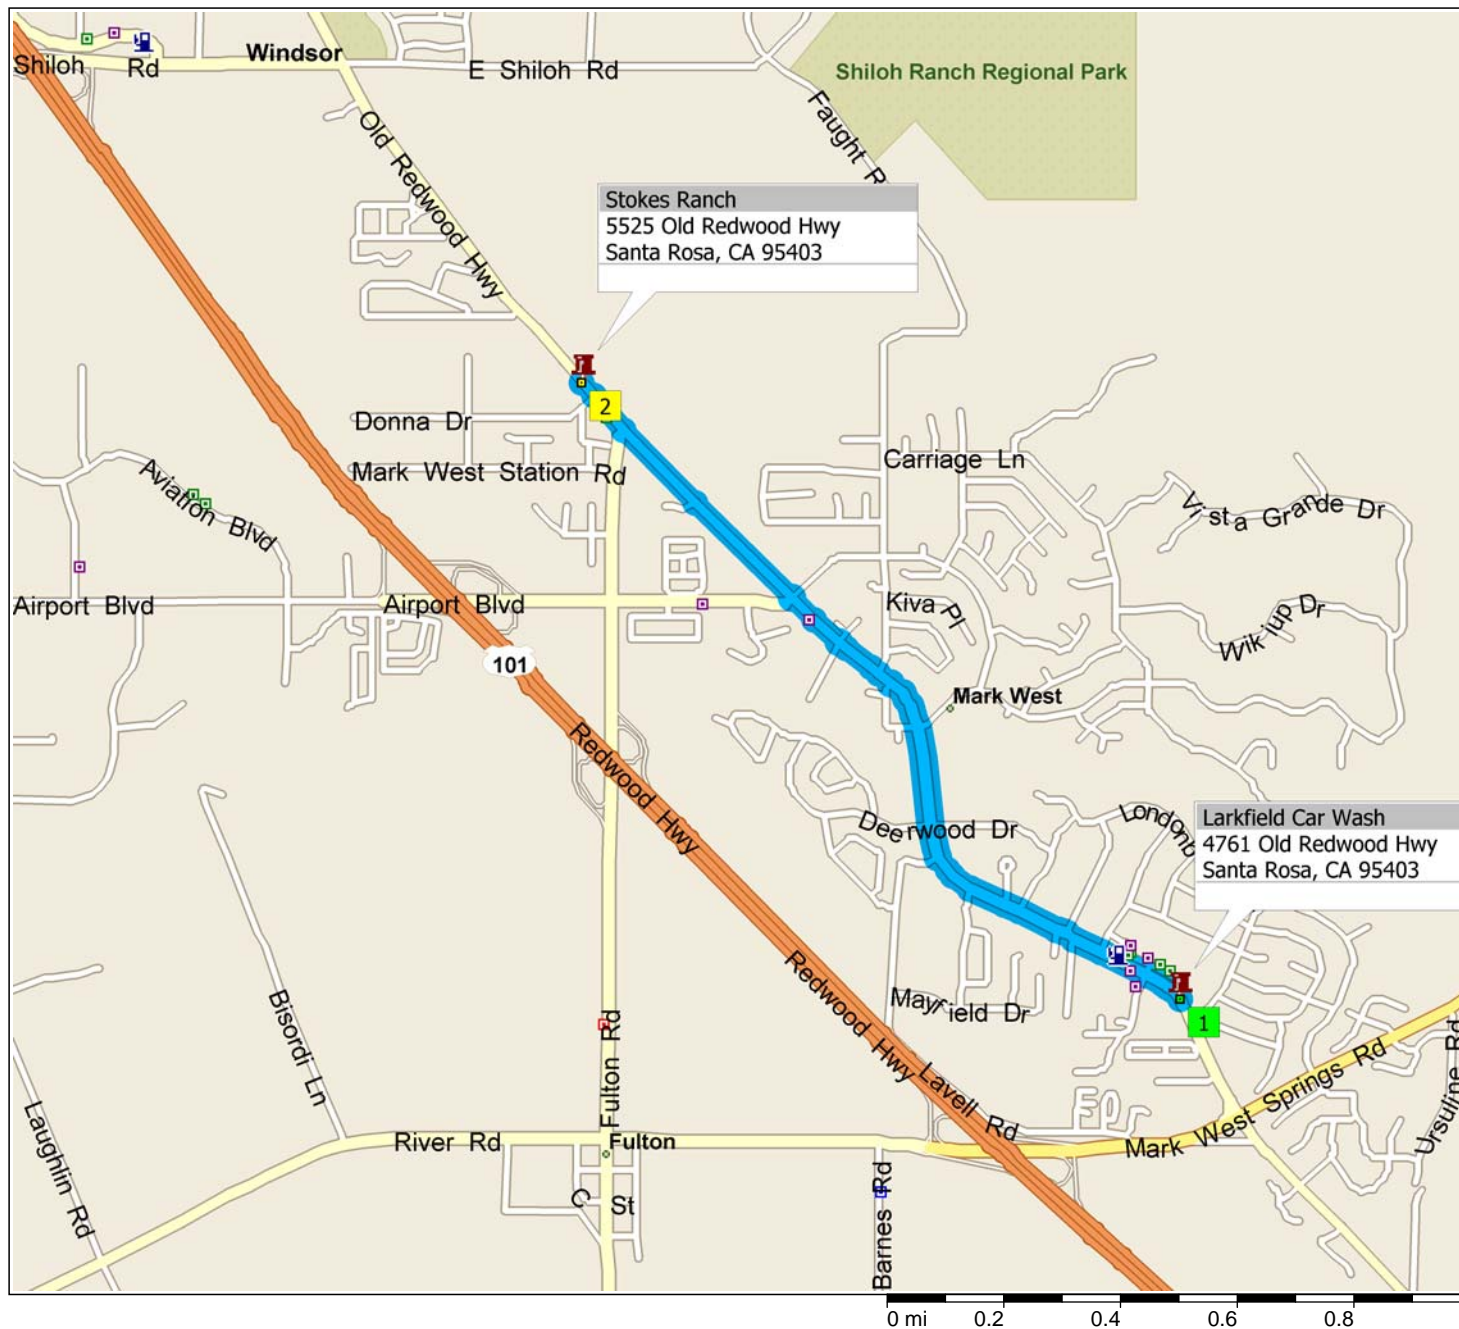 Shiloh Rd
Windsor
E Shiloh Rd
Shiloh Ranch Regional Park
Faught R
Old Redwood Hwy
Stokes Ranch
5525 Old Redwood Hwy
Santa Rosa, CA 95403
2
Donna Dr
Mark West Station Rd
Carriage Ln
Vista Grande Dr
Aviation Blvd
Airport Blvd
Airport Blvd
Kiva Pl
Wikiup Dr
101
Mark West
Redwood Hwy
Deerwood Dr
Londonb
Larkfield Car Wash
4761 Old Redwood Hwy
Santa Rosa, CA 95403
Redwood Hwy
Mayfield Dr
1
Bisordi Ln
Fulton Rd
Lavell Rd
Mark West Springs Rd
Ursuline Rd
Laughlin Rd
River Rd
Fulton
C St
Barnes Rd
0 mi 0.2 0.4 0.6 0.8